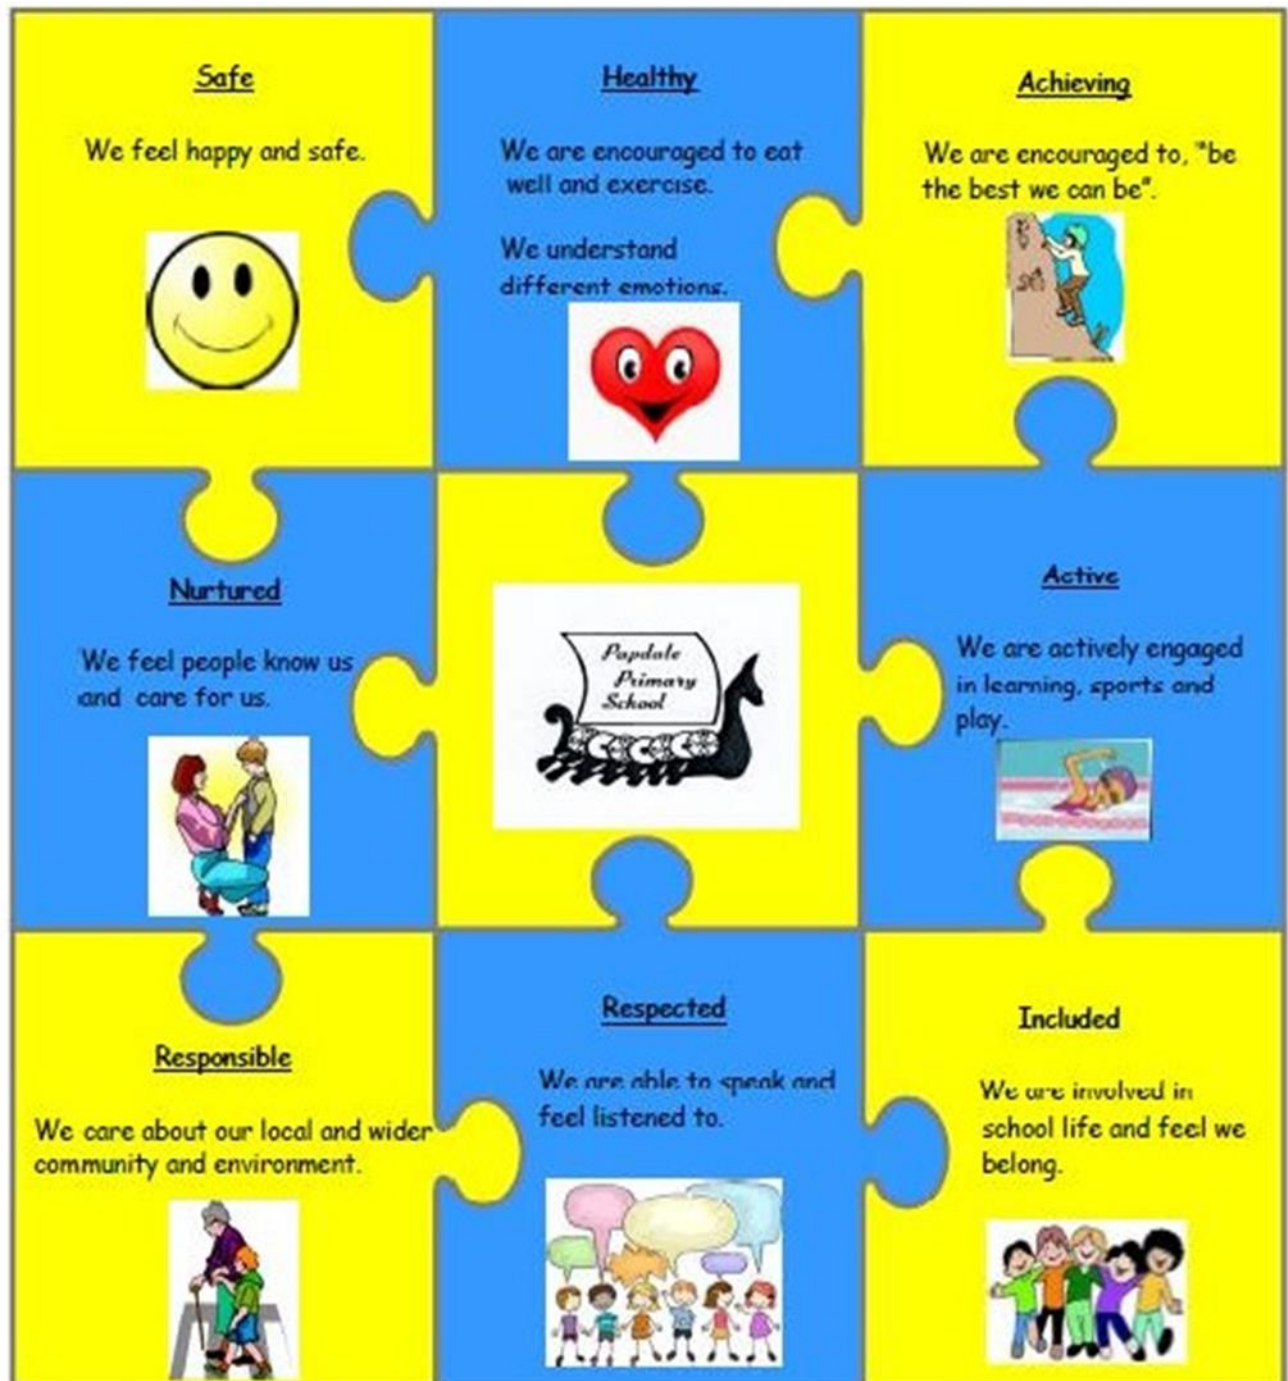 Safe
We feel happy and safe.
Healthy
We are encouraged to eat
well and exercise.
We understand
different emotions.
Achieving
We are encouraged to, "be
the best we can be".
Nurtured
We feel people know us
and care for us.
Papdale
Primary
School
Active
We are actively engaged
in learning, sports and
play.
Responsible
We care about our local and wider
community and environment.
Respected
We are able to speak and
feel listened to.
Included
We are involved in
school life and feel we
belong.